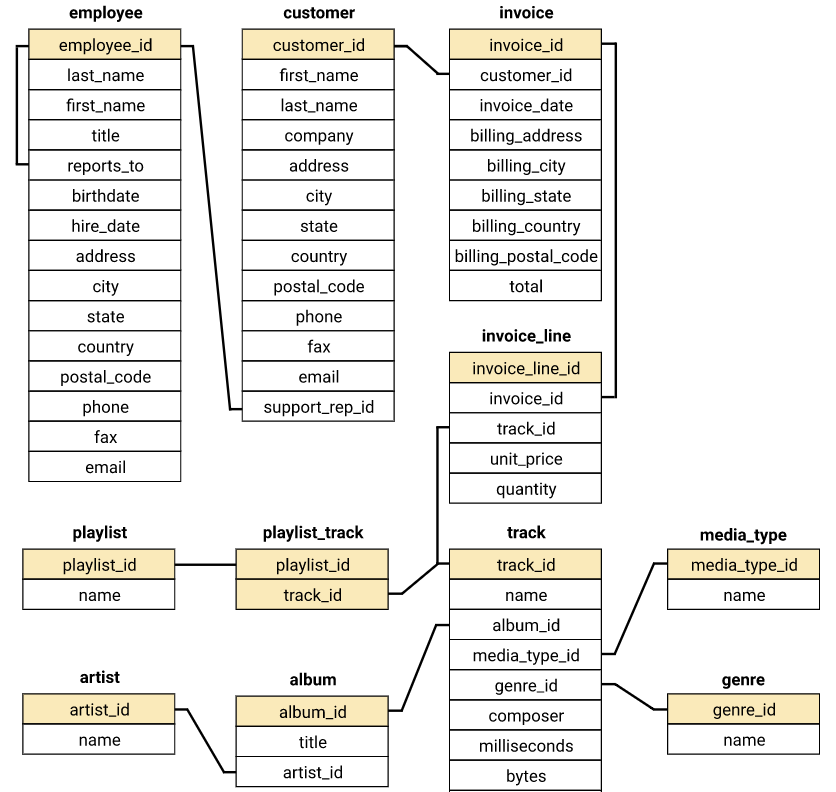 employee
employee_id
last_name
first_name
title
reports_to
birthdate
hire_date
address
city
state
country
postal_code
phone
fax
email
customer
customer_id
first_name
last_name
company
address
city
state
country
postal_code
phone
fax
email
support_rep_id
invoice
invoice_id
customer_id
invoice_date
billing_address
billing_city
billing_state
billing_country
billing_postal_code
total
invoice_line
invoice_line_id
invoice_id
track_id
unit_price
quantity
playlist
playlist_id
name
playlist_track
playlist_id
track_id
track
track_id
name
album_id
media_type_id
genre_id
composer
milliseconds
bytes
media_type
media_type_id
name
artist
artist_id
name
album
album_id
title
artist_id
genre
genre_id
name